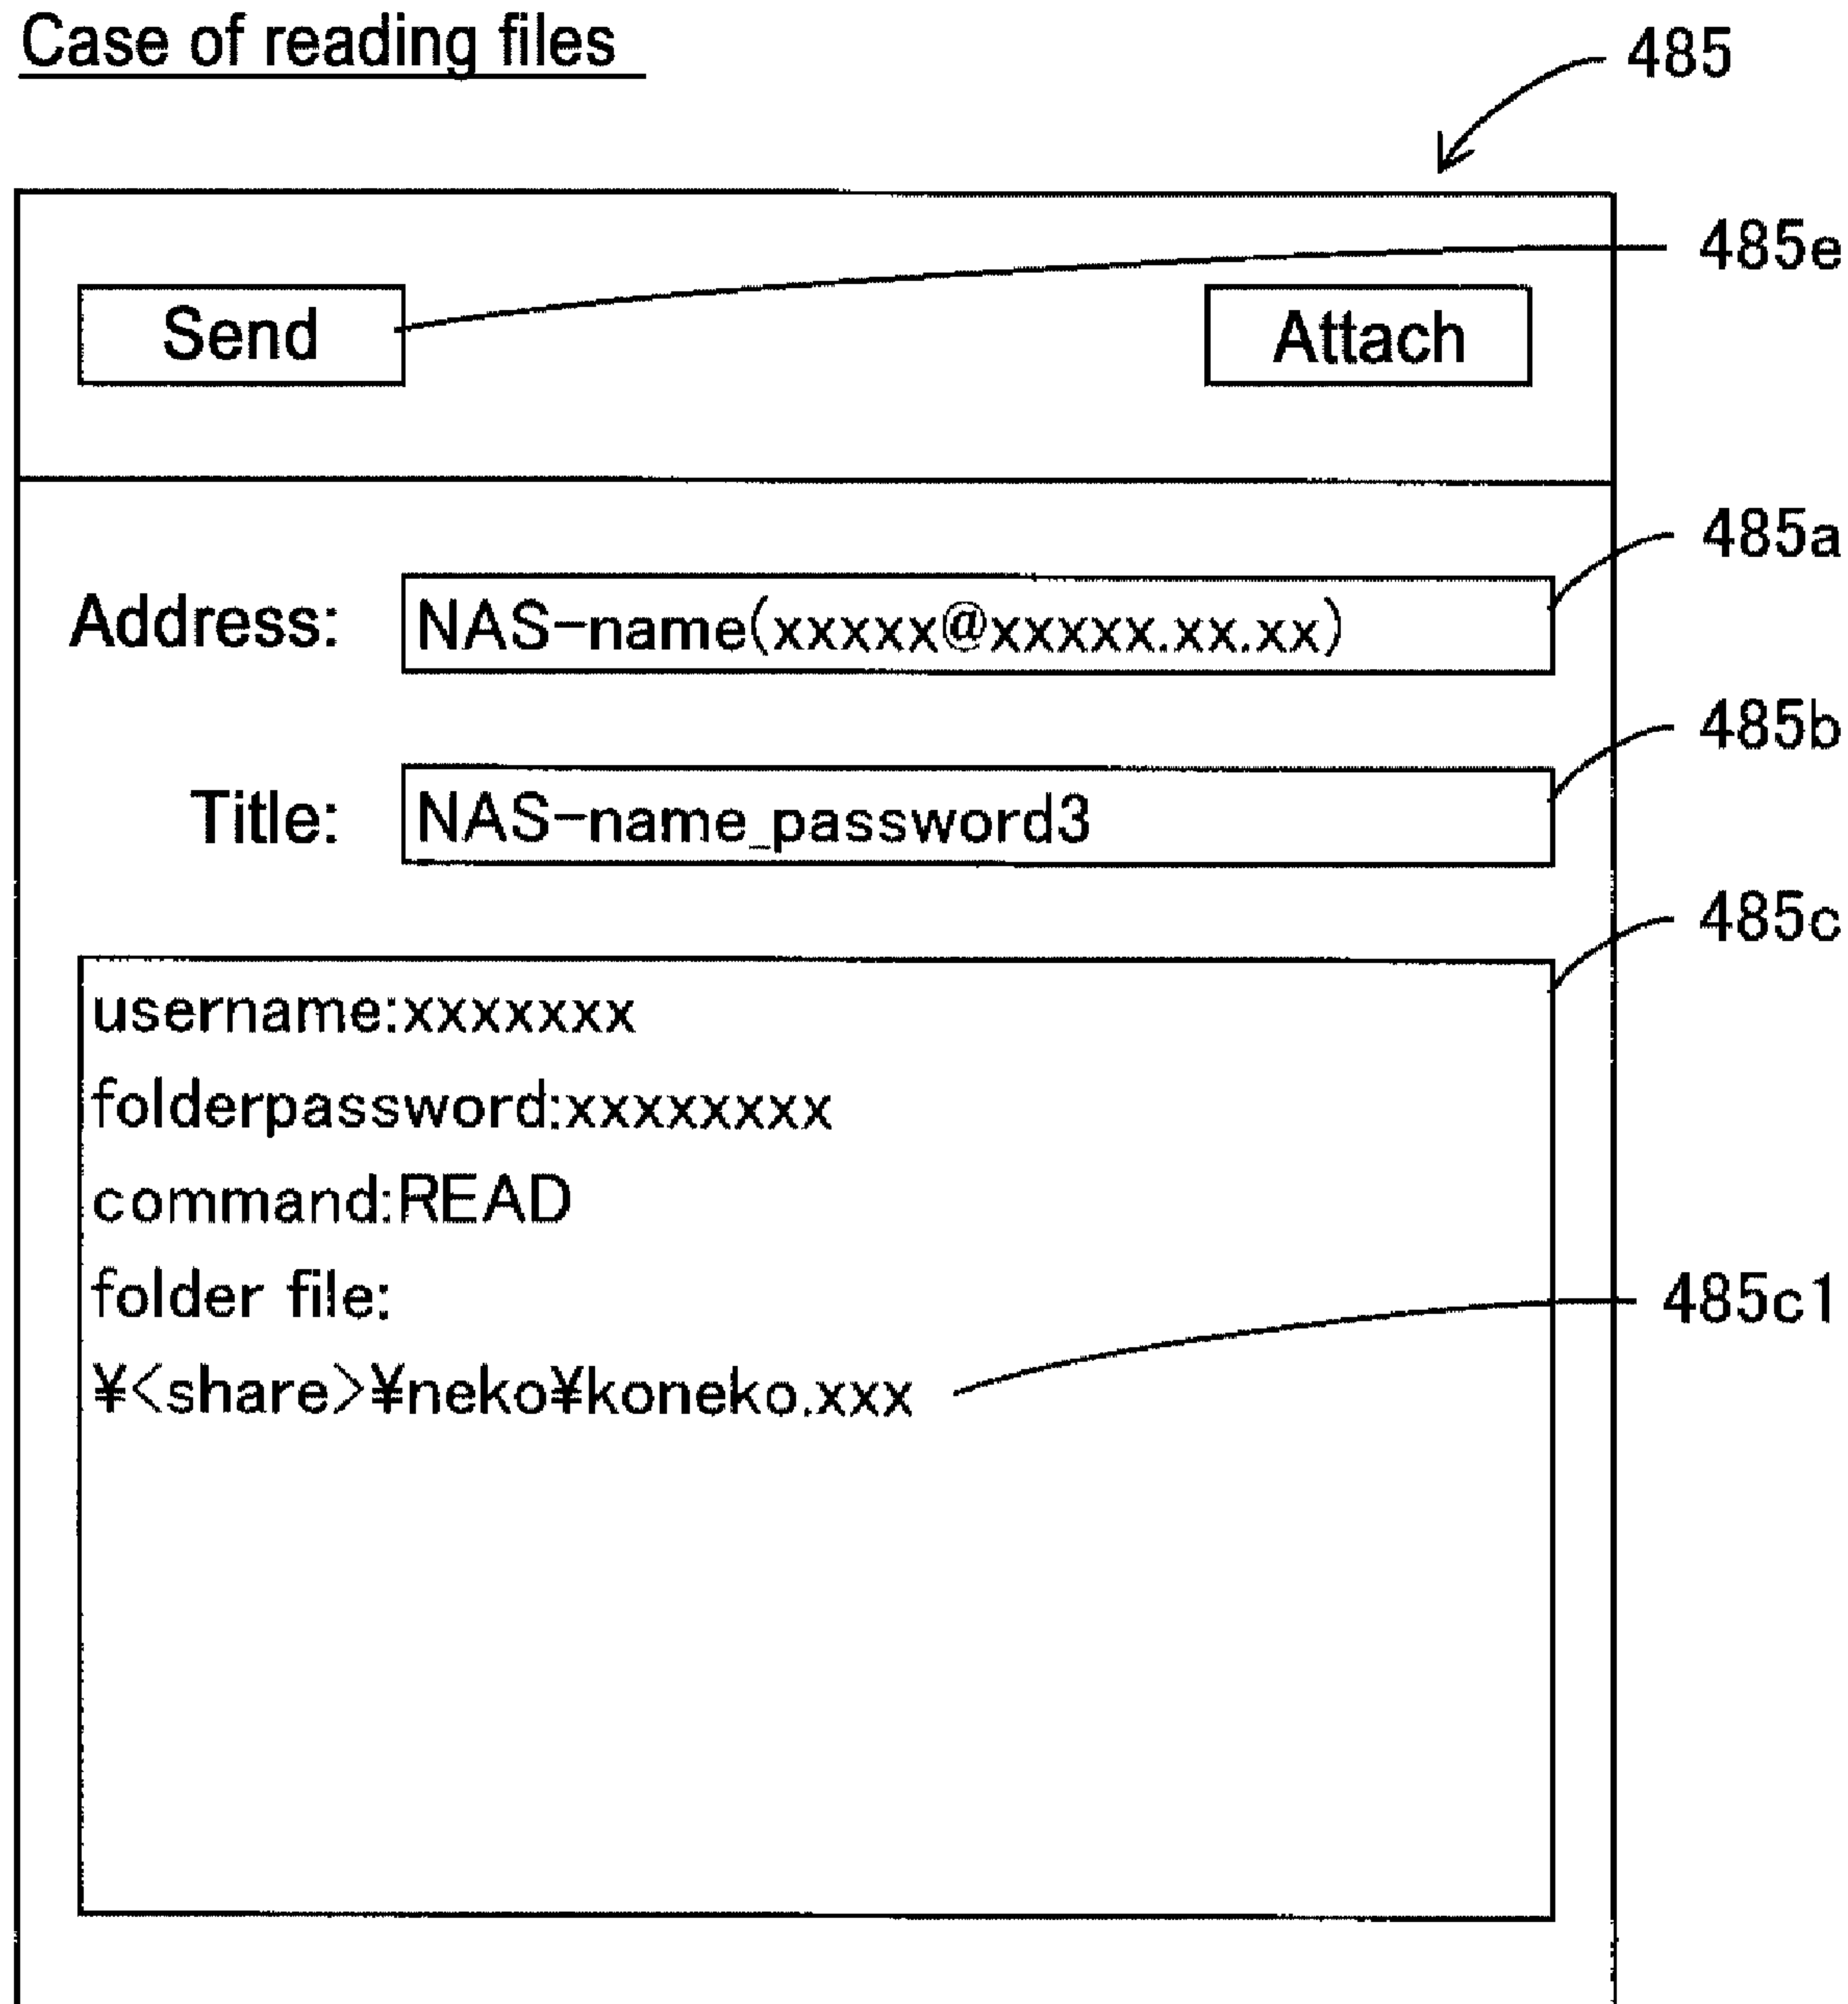 Case of reading files
485
485e
Send
Attach
485a
Address:
NAS-name(xxxxx@xxxxx.xx.xx)
485b
Title:
NAS-name_password3
485c
username:xxxxxxx
folderpassword:xxxxxxxx
command:READ
folder file:
485c1
¥<share>¥neko¥koneko.xxx